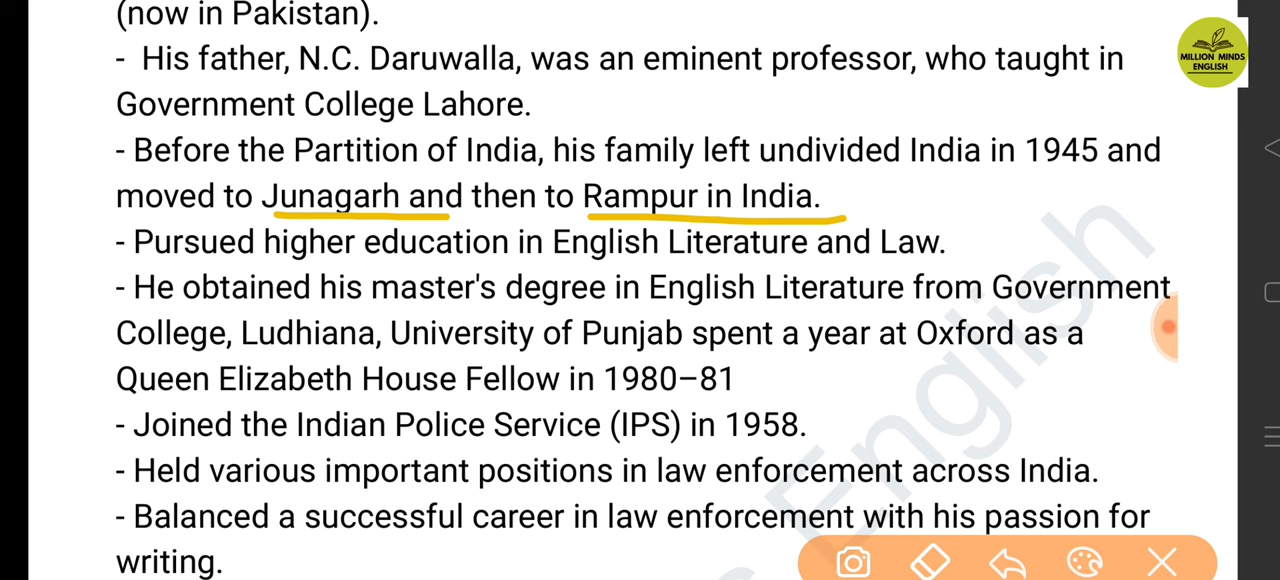 (now in Pakistan).
- His father, N.C. Daruwalla, was an eminent professor, who taught in
Government College Lahore.
- Before the Partition of India, his family left undivided India in 1945 and
moved to Junagarh and then to Rampur in India.
- Pursued higher education in English Literature and Law.
- He obtained his master's degree in English Literature from Government
College, Ludhiana, University of Punjab spent a year at Oxford as a
Queen Elizabeth House Fellow in 1980–81
- Joined the Indian Police Service (IPS) in 1958.
- Held various important positions in law enforcement across India.
- Balanced a successful career in law enforcement with his passion for
writing.
MILLION MINDS
ENGLISH
English